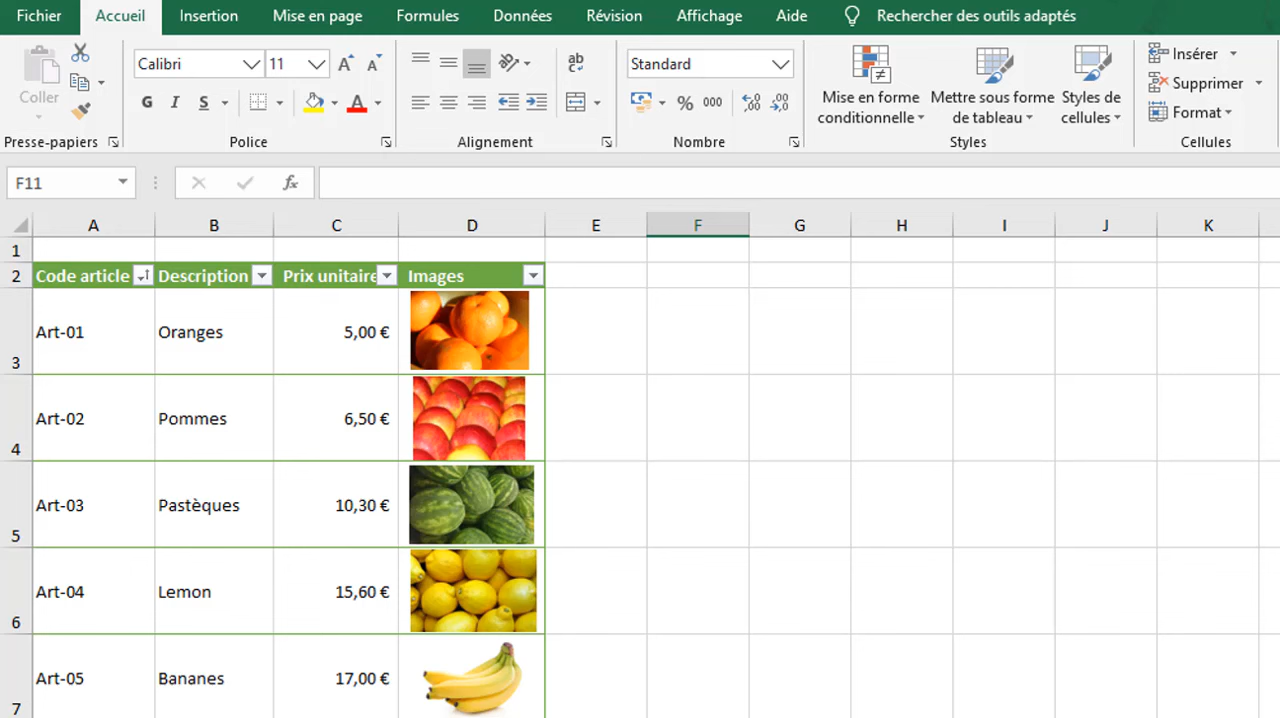 Fichier Accueil Insertion Mise en page Formules Données Révision Affichage Aide Rechercher des outils adaptés
Coller
Calibri 11
G I S A
ab c
Standard
% 000
Mise en forme conditionnelle
Mettre sous forme de tableau
Styles de cellules
Insérer
Supprimer
Format
Presse-papiers Police Alignement Nombre Styles Cellules
F11 fx
A B C D E F G H I J K
1
2 Code article Description Prix unitaire Images
3 Art-01 Oranges 5,00 €
4 Art-02 Pommes 6,50 €
5 Art-03 Pastèques 10,30 €
6 Art-04 Lemon 15,60 €
7 Art-05 Bananes 17,00 €